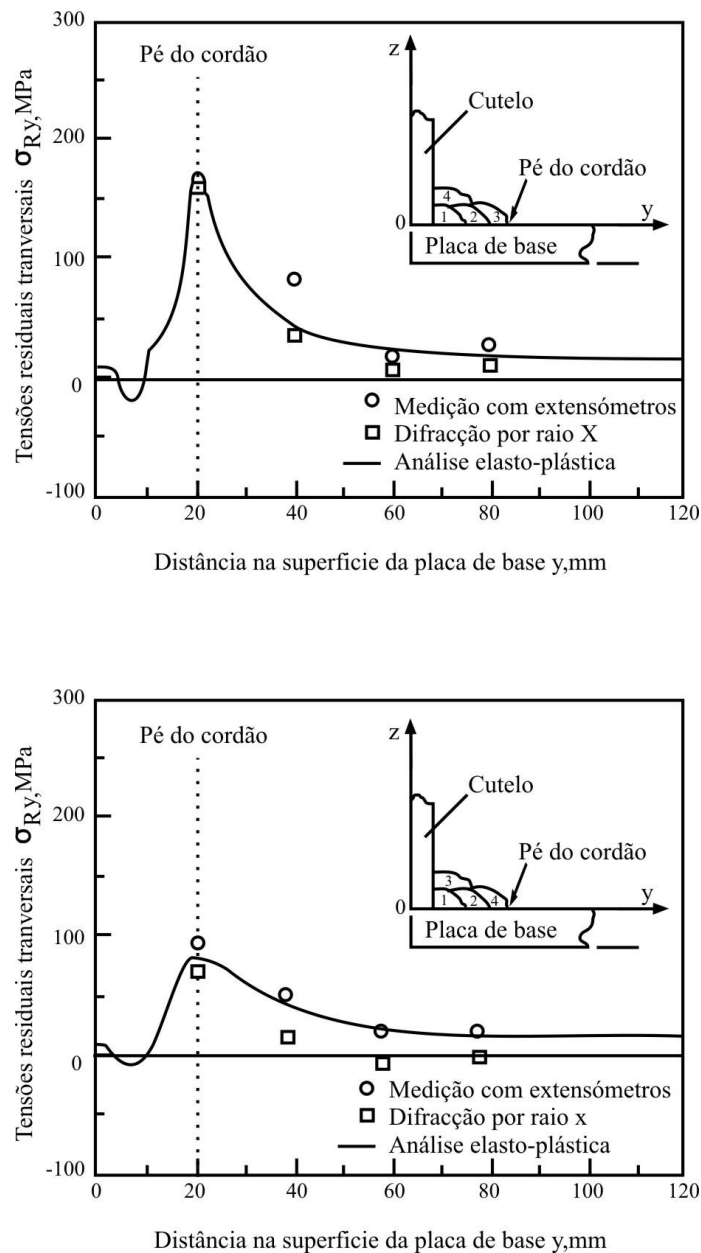 300
200
100
0
-100
Tensões residuais tranversais σRy,MPa
Pé do cordão
z
Cutelo
Pé do cordão
4
1 2 3
0
y
Placa de base
Medição com extensómetros
Difracção por raio X
Análise elasto-plástica
0 20 40 60 80 100 120
Distância na superficie da placa de base y,mm
300
200
100
0
-100
Tensões residuais tranversais σRy,MPa
Pé do cordão
z
Cutelo
Pé do cordão
3
1 2 4
0
y
Placa de base
Medição com extensómetros
Difracção por raio x
Análise elasto-plástica
0 20 40 60 80 100 120
Distância na superficie da placa de base y,mm